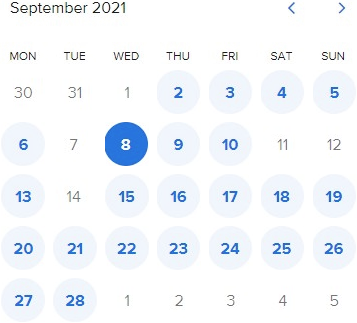 September 2021
MON TUE WED THU FRI SAT SUN
30 31 1 2 3 4 5
6 7 8 9 10 11 12
13 14 15 16 17 18 19
20 21 22 23 24 25 26
27 28 1 2 3 4 5